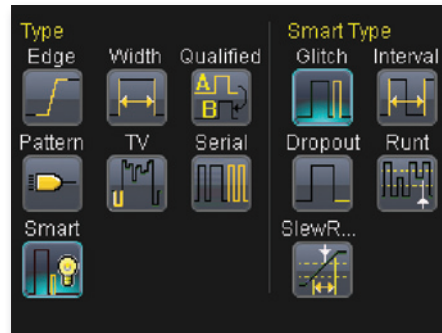 Type
Edge Width Qualified
A
B
Pattern TV Serial
Smart
Smart Type
Glitch Interval
Dropout Runt
SlewR...